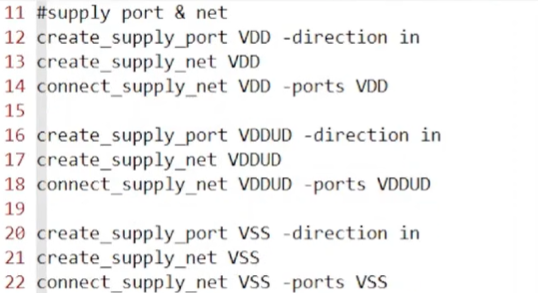 11 #supply port & net
12 create_supply_port VDD -direction in
13 create_supply_net VDD
14 connect_supply_net VDD -ports VDD
15
16 create_supply_port VDDUD -direction in
17 create_supply_net VDDUD
18 connect_supply_net VDDUD -ports VDDUD
19
20 create_supply_port VSS -direction in
21 create_supply_net VSS
22 connect_supply_net VSS -ports VSS